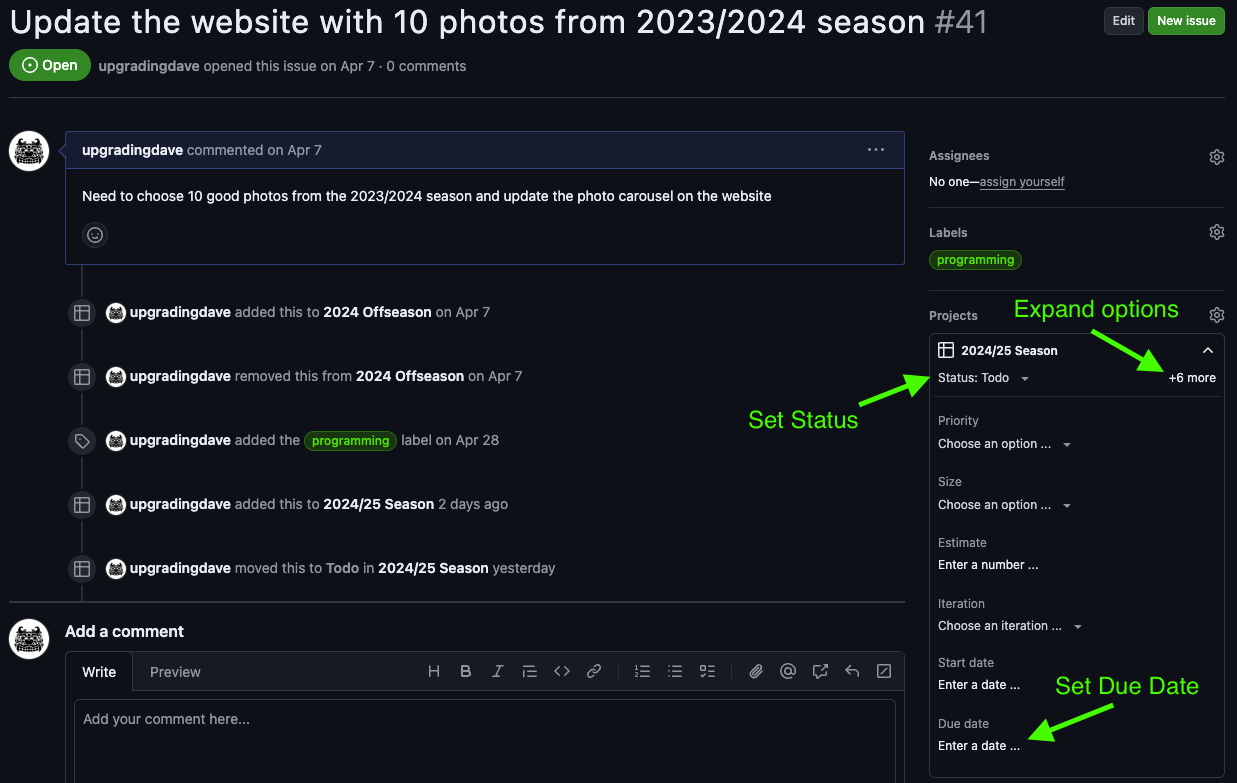 Update the website with 10 photos from 2023/2024 season #41
Edit
New issue
Open
upgradingdave opened this issue on Apr 7 · 0 comments
upgradingdave commented on Apr 7
Need to choose 10 good photos from the 2023/2024 season and update the photo carousel on the website
upgradingdave added this to 2024 Offseason on Apr 7
upgradingdave removed this from 2024 Offseason on Apr 7
upgradingdave added the programming label on Apr 28
upgradingdave added this to 2024/25 Season 2 days ago
upgradingdave moved this to Todo in 2024/25 Season yesterday
Add a comment
Write
Preview
Add your comment here...
Assignees
No one—assign yourself
Labels
programming
Projects
Expand options
2024/25 Season
Status: Todo
+6 more
Set Status
Priority
Choose an option ...
Size
Choose an option ...
Estimate
Enter a number ...
Iteration
Choose an iteration ...
Start date
Enter a date ...
Set Due Date
Due date
Enter a date ...